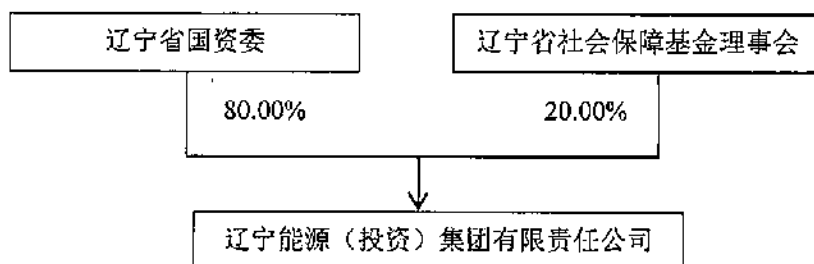 辽宁省国资委
辽宁省社会保障基金理事会
80.00%
20.00%
辽宁能源（投资）集团有限责任公司